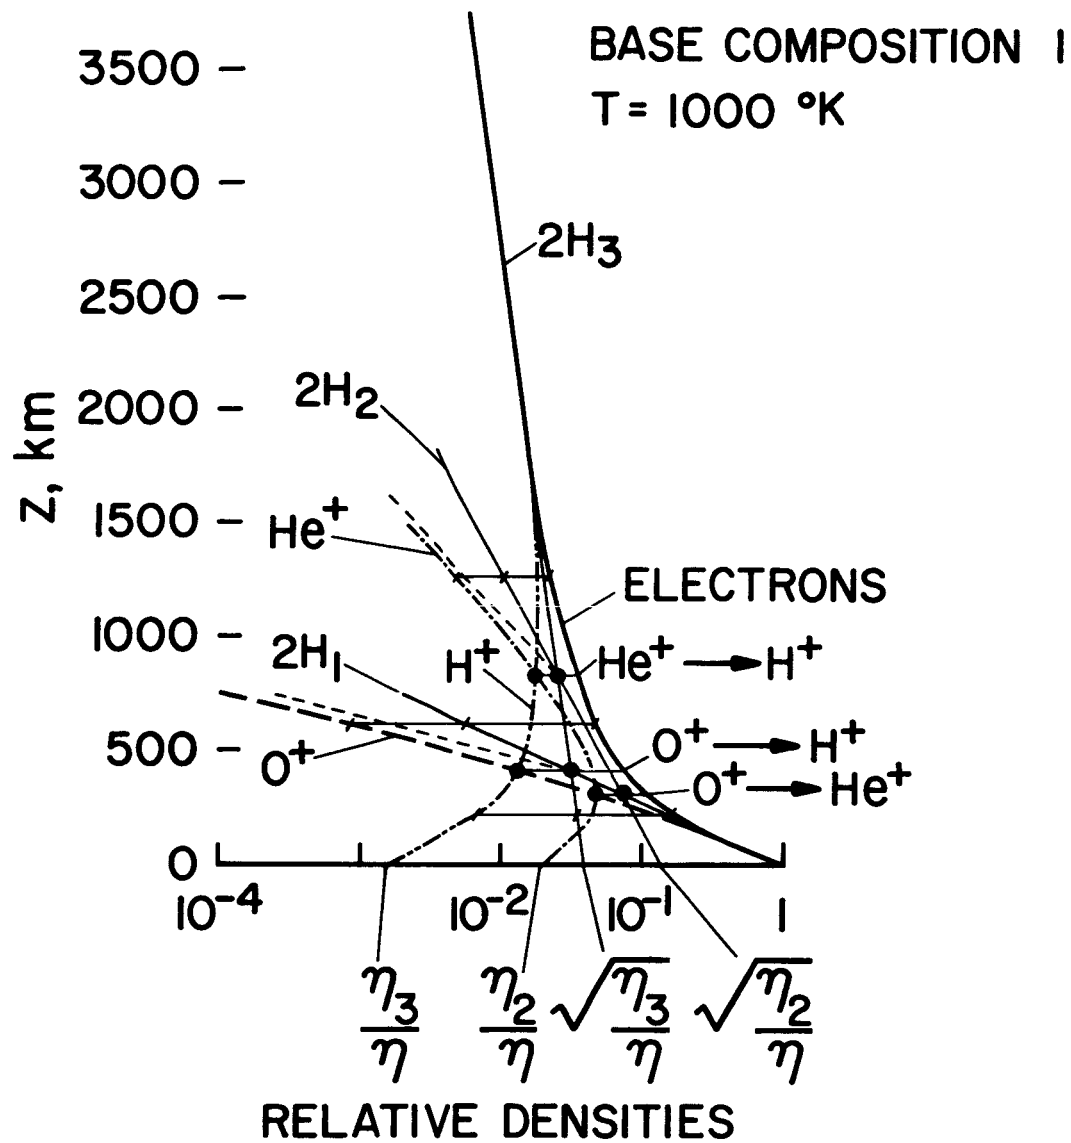 BASE COMPOSITION 1
T = 1000 °K
3500
3000
2500
2000
1500
1000
500
0
Z, km
2H₃
2H₂
He⁺
ELECTRONS
2H₁
H⁺
He⁺ → H⁺
O⁺
O⁺ → H⁺
O⁺ → He⁺
10⁻⁴
10⁻²
10⁻¹
1
η₃/η
η₂/η
√η₃/η
√η₂/η
RELATIVE DENSITIES